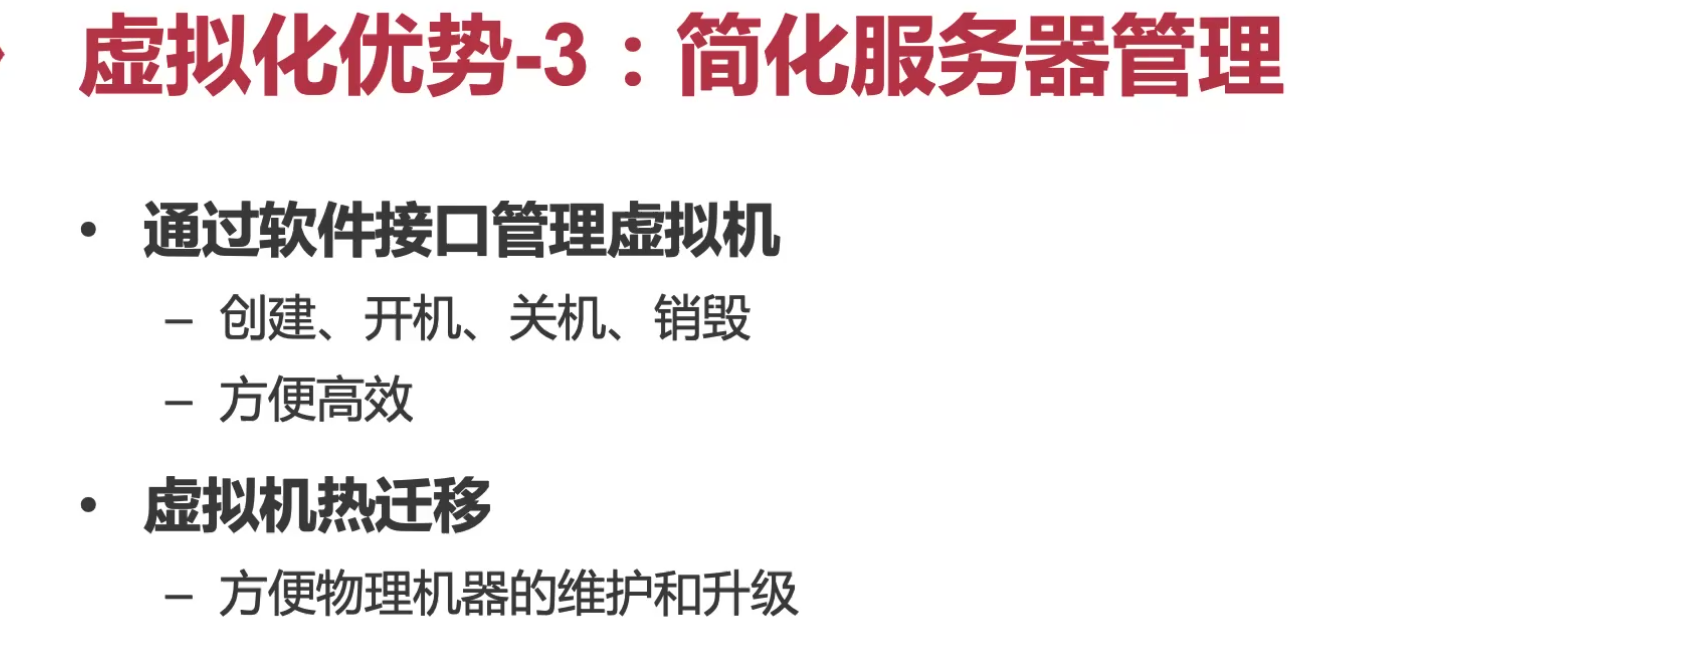 虚拟化优势-3：简化服务器管理
• 通过软件接口管理虚拟机
– 创建、开机、关机、销毁
– 方便高效
• 虚拟机热迁移
– 方便物理机器的维护和升级